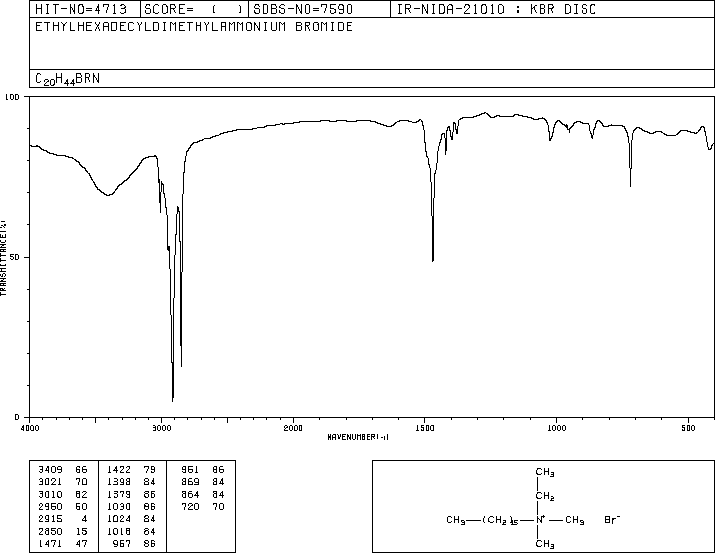 HIT-NO=4713 SCORE= ( ) SDBS-NO=7590 IR-NIDA-21010 : KBR DISC
ETHYLHEXADECYLDIMETHYLAMMONIUM BROMIDE
C20H44BRN
100
50
0
TRANSMITTANCE(%)
4000 3000 2000 1500 1000 500
WAVENUMBER(-1)
3409 66 1422 79 951 86
3021 70 1398 84 869 84
3010 62 1379 86 864 84
2960 50 1030 86 720 70
2915 4 1024 84
2850 15 1018 84
1471 47 967 86
CH3
CH2
CH3—(CH2)15—N+—CH3 Br-
CH3